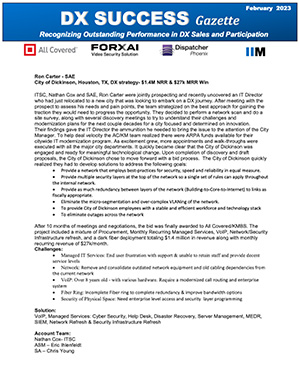 February 2023
DX SUCCESS Gazette
Recognizing Outstanding Performance in DX Sales and Participation
All Covered
FORXAI
Video Security Solution
Dispatcher
Phoenix
IIM
Ron Carter - SAE
City of Dickinson, Houston, TX, DX strategy- $1.4M NRR & $27k MRR Win
ITSC, Nathan Cox and SAE, Ron Carter were jointly prospecting and recently uncovered an IT Director
who had just relocated to a new city that was looking to embark on a DX journey. After meeting with the
prospect to assess his needs and pain points, the team strategized on the best approach for gaining the
traction they would need to progress the opportunity. They decided to perform a network scan and do a
site survey, along with several discovery meetings to try to understand their challenges and
modernization plans for the next couple decades for a city focused and determined on innovation.
Their findings gave the IT Director the ammunition he needed to bring the issue to the attention of the City
Manager. To help deal velocity the AC/KM team realized there were ARPA funds available for their
citywide IT modernization program. As excitement grew, more appointments and walk-throughs were
executed with all the major city departments. It quickly became clear that the City of Dickinson was
engaged and ready for meaningful technological change. Upon completion of discovery and draft
proposals, the City of Dickinson chose to move forward with a bid process. The City of Dickinson quickly
realized they had to develop solutions to address the following goals:
• Provide a network that employs best-practices for security, speed and reliability in equal measure.
• Provide multiple security layers at the top of the network so a single set of rules can apply throughout
the internal network.
• Provide as much redundancy between layers of the network (Building-to-Core-to-Internet) to links as
fiscally appropriate.
• Eliminate the micro-segmentation and over complex VLANing of the network.
• To provide City of Dickinson employees with a stable and efficient workforce and technology stack
• To eliminate outages across the network
After 10 months of meetings and negotiations, the bid was finally awarded to All Covered/KMBS. The
project included a mixture of Procurement, Monthly Recurring Managed Services, VoIP, Network/Security
Infrastructure refresh, and a dark fiber deployment totaling $1.4 million in revenue along with monthly
recurring revenue of $27k/month.
Challenges:
• Managed IT Services: End user frustration with support & unable to retain staff and provide decent
service levels
• Network: Remove and consolidate outdated network equipment and old cabling dependencies from
the current network
• VoIP: Over 8 years old - with various hardware. Require a modernized call routing and enterprise
system
• Fiber Ring: Incomplete Fiber ring to complete redundancy & improve bandwidth options
• Security of Physical Space: Need enterprise level access and security layer programming
Solution:
VoIP, Managed Services, Cyber Security, Help Desk, Disaster Recovery, Server Management, MEDR,
SIEM, Network Refresh & Security Infrastructure Refresh
Account Team:
Nathan Cox- ITSC
ASM – Eric Ihlenfeldt
SA – Chris Young